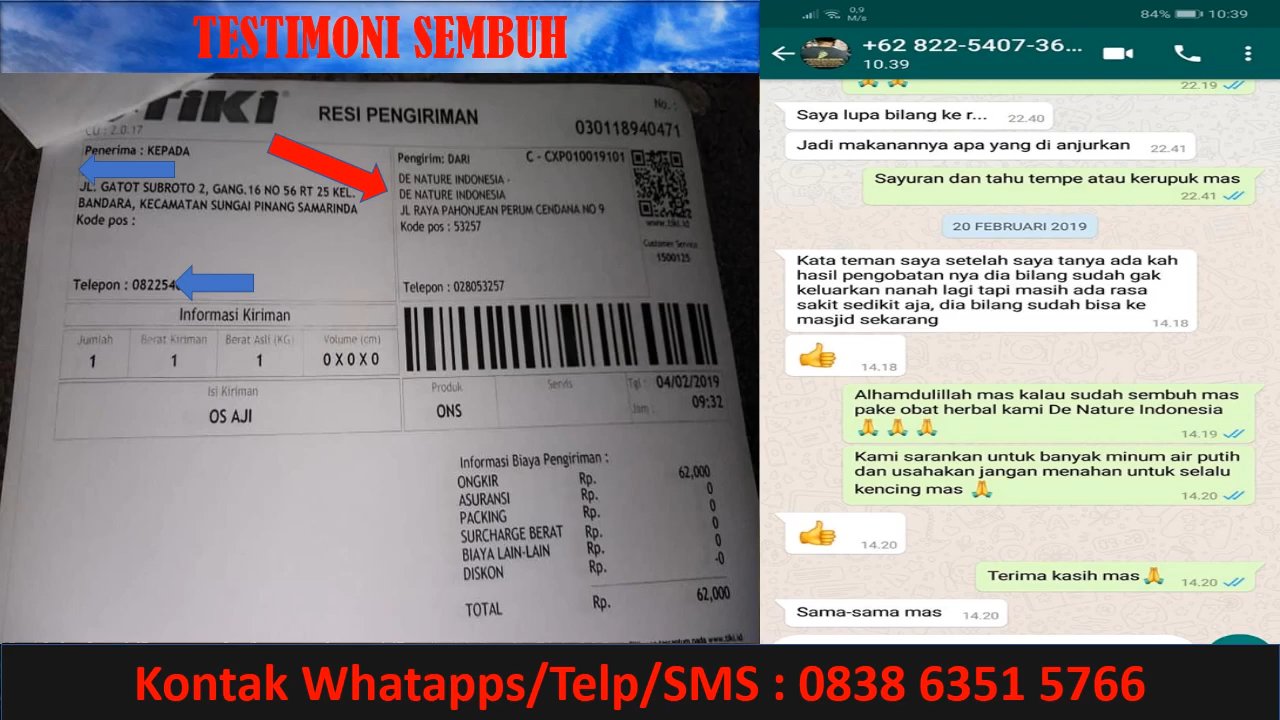 TESTIMONI SEMBUH
TIKI
RESI PENGIRIMAN
No. :
030118940471
CU : 2.0.17
Penerima : KEPADA
JL. GATOT SUBROTO 2, GANG.16 NO 56 RT 25 KEL.
BANDARA, KECAMATAN SUNGAI PINANG SAMARINDA
Kode pos :
Telepon : 082254
Pengirim: DARI
C - CXP010019101
DE NATURE INDONESIA -
DE NATURE INDONESIA
JL RAYA PAHONJEAN PERUM CENDANA NO 9
Kode pos : 53257
www.tiki.id
Customer Service
1500125
Telepon : 028053257
Informasi Kiriman
Jumlah Berat Kiriman Berat Asli (KG) Volume (cm)
1 1 1 0 X 0 X 0
Isi Kiriman
OS AJI
Produk
ONS
Servis
Tgl : 04/02/2019
Jam : 09:32
Informasi Biaya Pengiriman :
ONGKIR Rp. 62,000
ASURANSI Rp. 0
PACKING Rp. 0
SURCHARGE BERAT Rp. 0
BIAYA LAIN-LAIN Rp. 0
DISKON Rp. -0
TOTAL Rp. 62,000
www.tiki.id
0,9
M/s
84% 10:39
+62 822-5407-36...
10.39
22.19
Saya lupa bilang ke r... 22.40
Jadi makanannya apa yang di anjurkan 22.41
Sayuran dan tahu tempe atau kerupuk mas
22.41
20 FEBRUARI 2019
Kata teman saya setelah saya tanya ada kah
hasil pengobatan nya dia bilang sudah gak
keluarkan nanah lagi tapi masih ada rasa
sakit sedikit aja, dia bilang sudah bisa ke
masjid sekarang
14.18
👍 14.18
Alhamdulillah mas kalau sudah sembuh mas
pake obat herbal kami De Nature Indonesia
🙏 🙏 🙏 14.19
Kami sarankan untuk banyak minum air putih
dan usahakan jangan menahan untuk selalu
kencing mas 🙏 14.20
👍 14.20
Terima kasih mas 🙏 14.20
Sama-sama mas 14.20
Kontak Whatapps/Telp/SMS : 0838 6351 5766